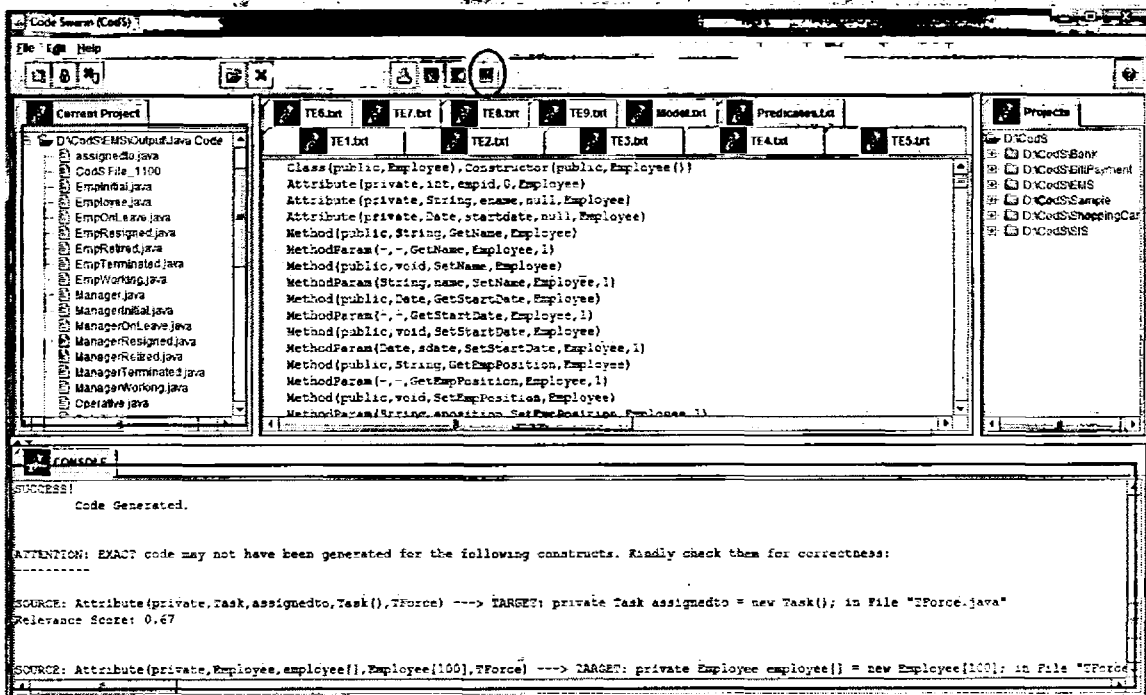 Code Swarm (CodS)
File Edit Help
Current Project
D:\CodS\EMS\Output\Java Code
assignedto.java
CodS File_1100
EmpInitial.java
Employee.java
EmpOnLeave.java
EmpResigned.java
EmpRetired.java
EmpTerminated.java
EmpWorking.java
Manager.java
ManagerInitial.java
ManagerOnLeave.java
ManagerResigned.java
ManagerRetired.java
ManagerTerminated.java
ManagerWorking.java
Operative.java
TE6.txt TE7.txt TE8.txt TE9.txt Model.txt Predicates.txt
TE1.txt TE2.txt TE3.txt TE4.txt TE5.txt
Class(public,Employee),Constructor(public,Employee{})
Attribute(private,int,empid,0,Employee)
Attribute(private,String,ename,null,Employee)
Attribute(private,Date,startdate,null,Employee)
Method(public,String,GetName,Employee)
MethodParam(-,-,GetName,Employee,1)
Method(public,void,SetName,Employee)
MethodParam(String,name,SetName,Employee,1)
Method(public,Date,GetStartDate,Employee)
MethodParam(-,-,GetStartDate,Employee,1)
Method(public,void,SetStartDate,Employee)
MethodParam(Date,sdate,SetStartDate,Employee,1)
Method(public,String,GetEmpPosition,Employee)
MethodParam(-,-,GetEmpPosition,Employee,1)
Method(public,void,SetEmpPosition,Employee)
MethodParam(String,eposition,SetEmpPosition,Employee,1)
Projects
D:\CodS
D:\CodS\Bank
D:\CodS\BillPayment
D:\CodS\EMS
D:\CodS\Sample
D:\CodS\ShoppingCar
D:\CodS\SIS
CONSOLE
SUCCESS!
Code Generated.
ATTENTION: EXACT code may not have been generated for the following constructs. Kindly check them for correctness:
----------
SOURCE: Attribute(private,Task,assignedto,Task(),TForce) ---> TARGET: private Task assignedto = new Task(); in File "TForce.java"
Relevance Score: 0.67
SOURCE: Attribute(private,Employee,employee[],Employee[100],TForce) ---> TARGET: private Employee employee[] = new Employee[100]; in File "TForce